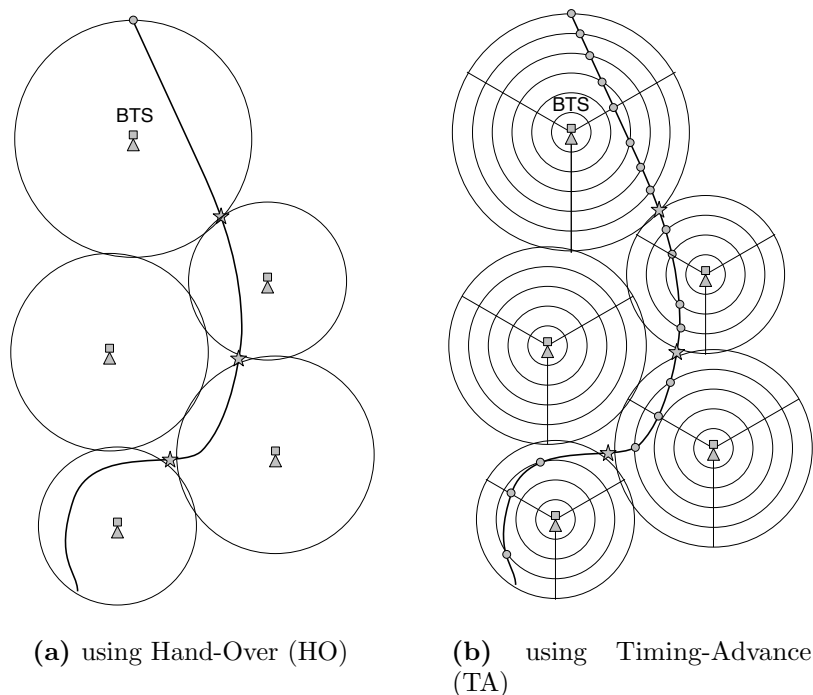 BTS
BTS
(a) using Hand-Over (HO)
(b) using Timing-Advance
(TA)